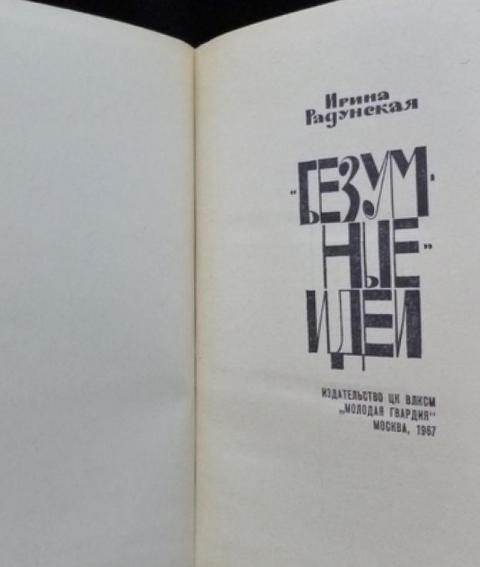 Ирина
Радунская
"БЕЗУМ-
НЫЕ"
ИДЕИ
ИЗДАТЕЛЬСТВО ЦК ВЛКСМ
„МОЛОДАЯ ГВАРДИЯ"
МОСКВА, 1967